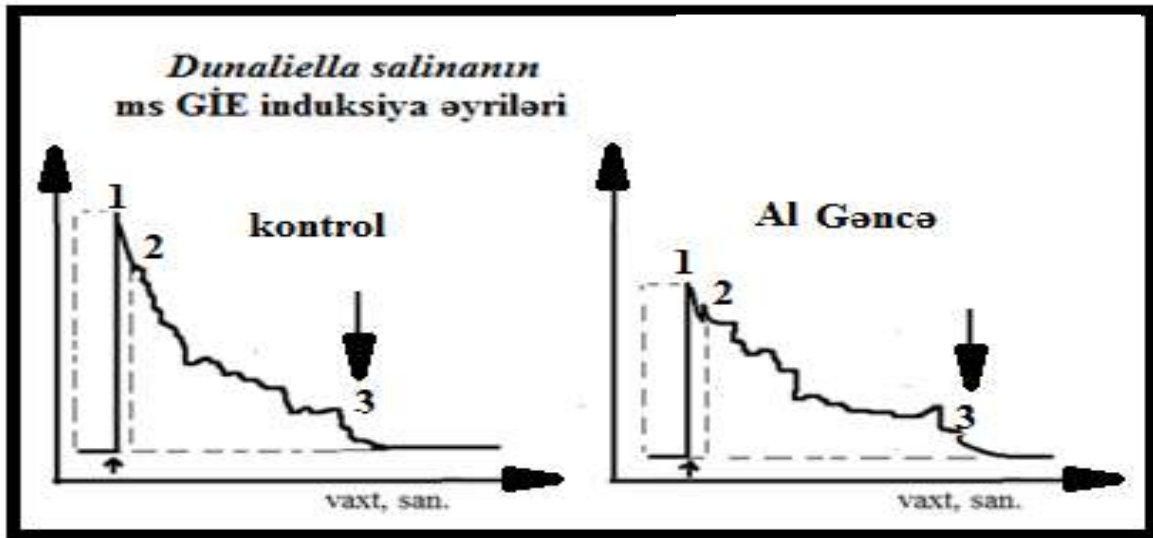 Dunaliella salinanın
ms GİE induksiya əyriləri
1
2
kontrol
3
vaxt, san.
1
2
Al Gəncə
3
vaxt, san.